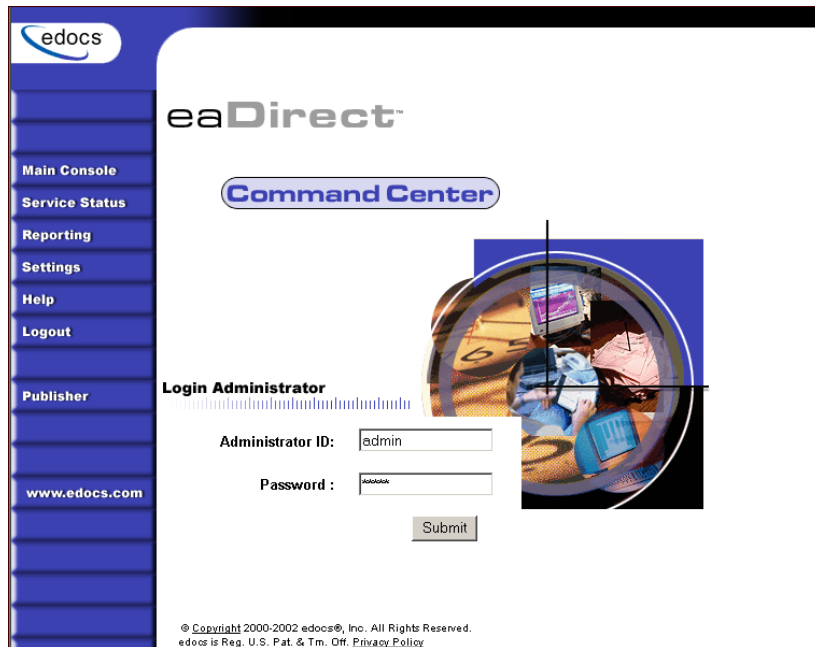 edocs
eaDirect™
Command Center
Main Console
Service Status
Reporting
Settings
Help
Logout
Publisher
www.edocs.com
Login Administrator
Administrator ID: admin
Password : *****
Submit
© Copyright 2000-2002 edocs®, Inc. All Rights Reserved.
edocs is Reg. U.S. Pat. & Tm. Off. Privacy Policy